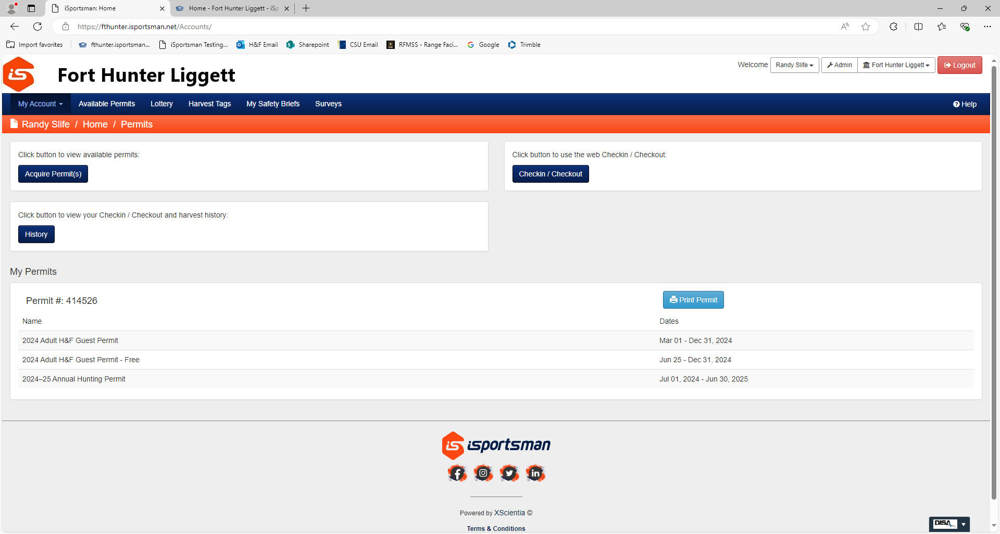 iSportsman: Home
Home - Fort Hunter Liggett - iSp
https://fthunter.isportsman.net/Accounts/
Import favorites
fthunter.isportsman...
iSportsman Testing...
H&F Email
Sharepoint
CSU Email
RFMSS - Range Faci...
Google
Trimble
iS
Fort Hunter Liggett
Welcome
Randy Slife
Admin
Fort Hunter Liggett
Logout
My Account
Available Permits
Lottery
Harvest Tags
My Safety Briefs
Surveys
Help
Randy Slife / Home / Permits
Click button to view available permits:
Acquire Permit(s)
Click button to use the web Checkin / Checkout:
Checkin / Checkout
Click button to view your Checkin / Checkout and harvest history:
History
My Permits
Permit #: 414526
Print Permit
Name
Dates
2024 Adult H&F Guest Permit
Mar 01 - Dec 31, 2024
2024 Adult H&F Guest Permit - Free
Jun 25 - Dec 31, 2024
2024–25 Annual Hunting Permit
Jul 01, 2024 - Jun 30, 2025
iS isportsman
Powered by XScientia ©
Terms & Conditions
DISA